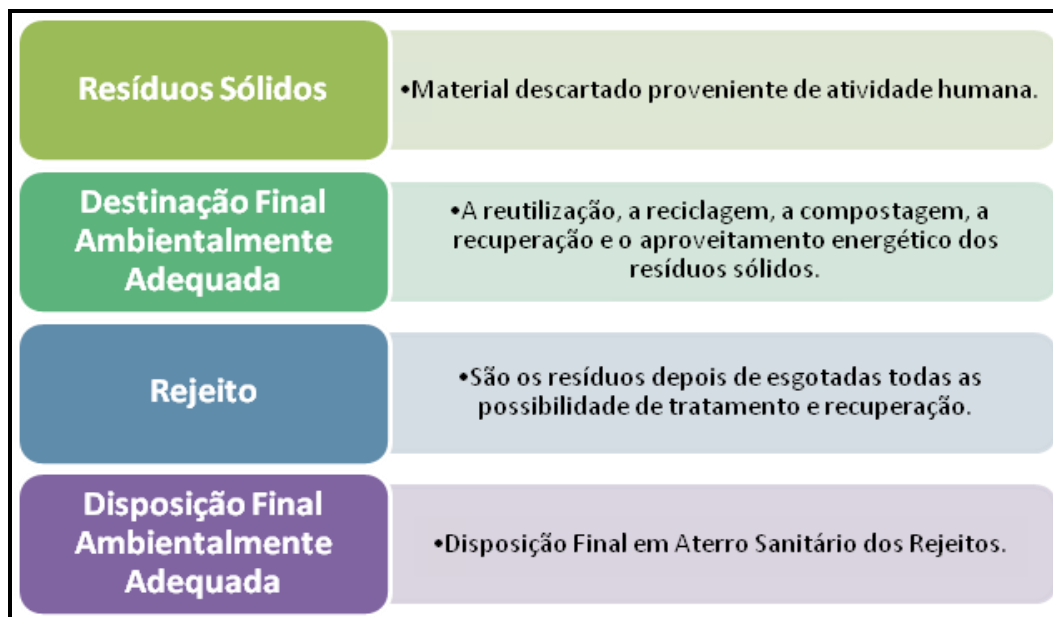 Resíduos Sólidos
•Material descartado proveniente de atividade humana.
Destinação Final
Ambientalmente
Adequada
•A reutilização, a reciclagem, a compostagem, a
recuperação e o aproveitamento energético dos
resíduos sólidos.
Rejeito
•São os resíduos depois de esgotadas todas as
possibilidade de tratamento e recuperação.
Disposição Final
Ambientalmente
Adequada
•Disposição Final em Aterro Sanitário dos Rejeitos.